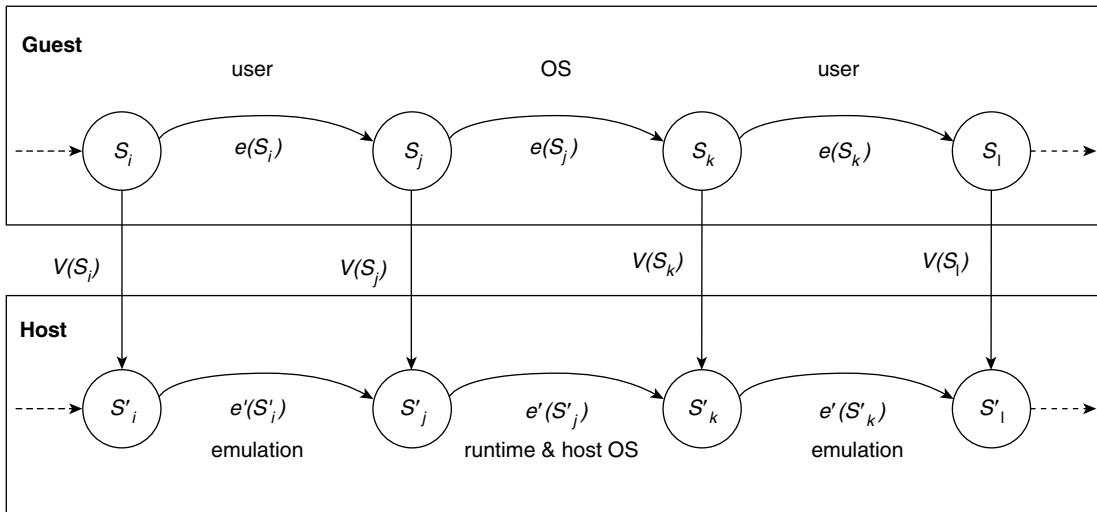 Guest
user OS user
S_i S_j S_k S_l
e(S_i) e(S_j) e(S_k)
V(S_i) V(S_j) V(S_k) V(S_l)
Host
S'_i S'_j S'_k S'_l
e'(S'_i) e'(S'_j) e'(S'_k)
emulation runtime & host OS emulation